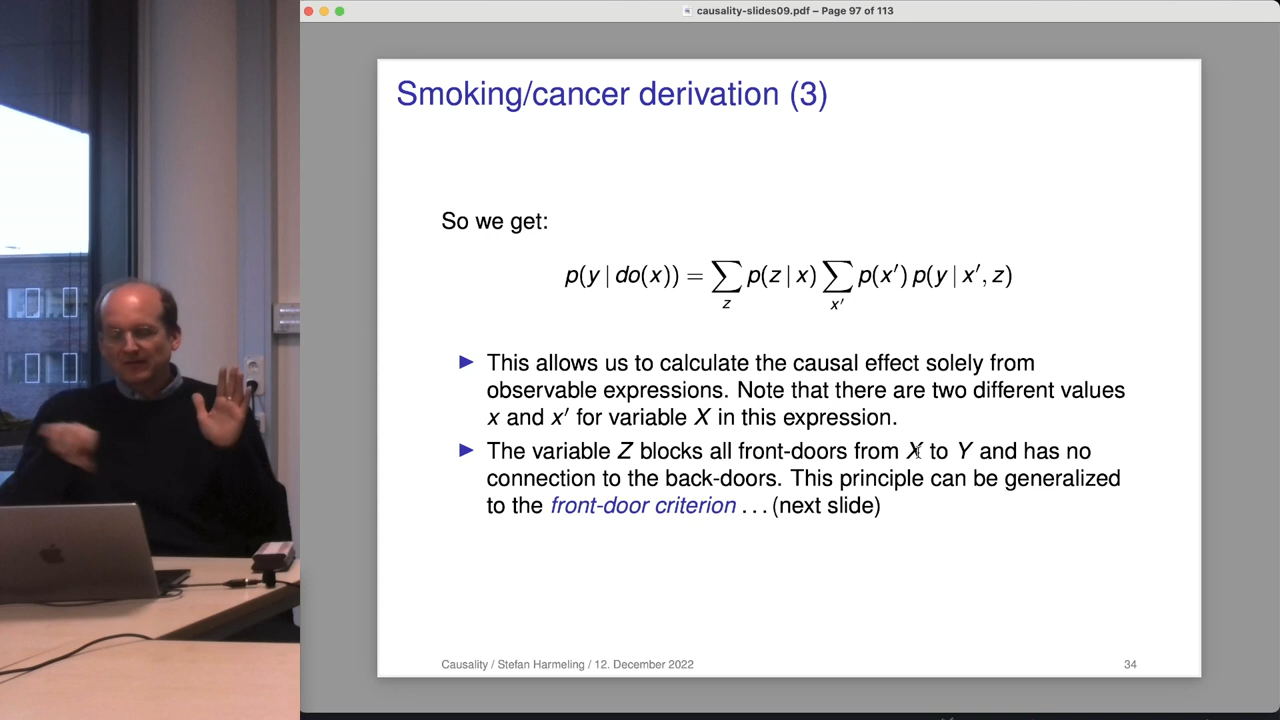 causality-slides09.pdf – Page 97 of 113
Smoking/cancer derivation (3)
So we get:
p(y | do(x)) = ∑_z p(z | x) ∑_{x′} p(x′) p(y | x′, z)
▶ This allows us to calculate the causal effect solely from
observable expressions. Note that there are two different values
x and x′ for variable X in this expression.
▶ The variable Z blocks all front-doors from X to Y and has no
connection to the back-doors. This principle can be generalized
to the front-door criterion . . . (next slide)
Causality / Stefan Harmeling / 12. December 2022
34